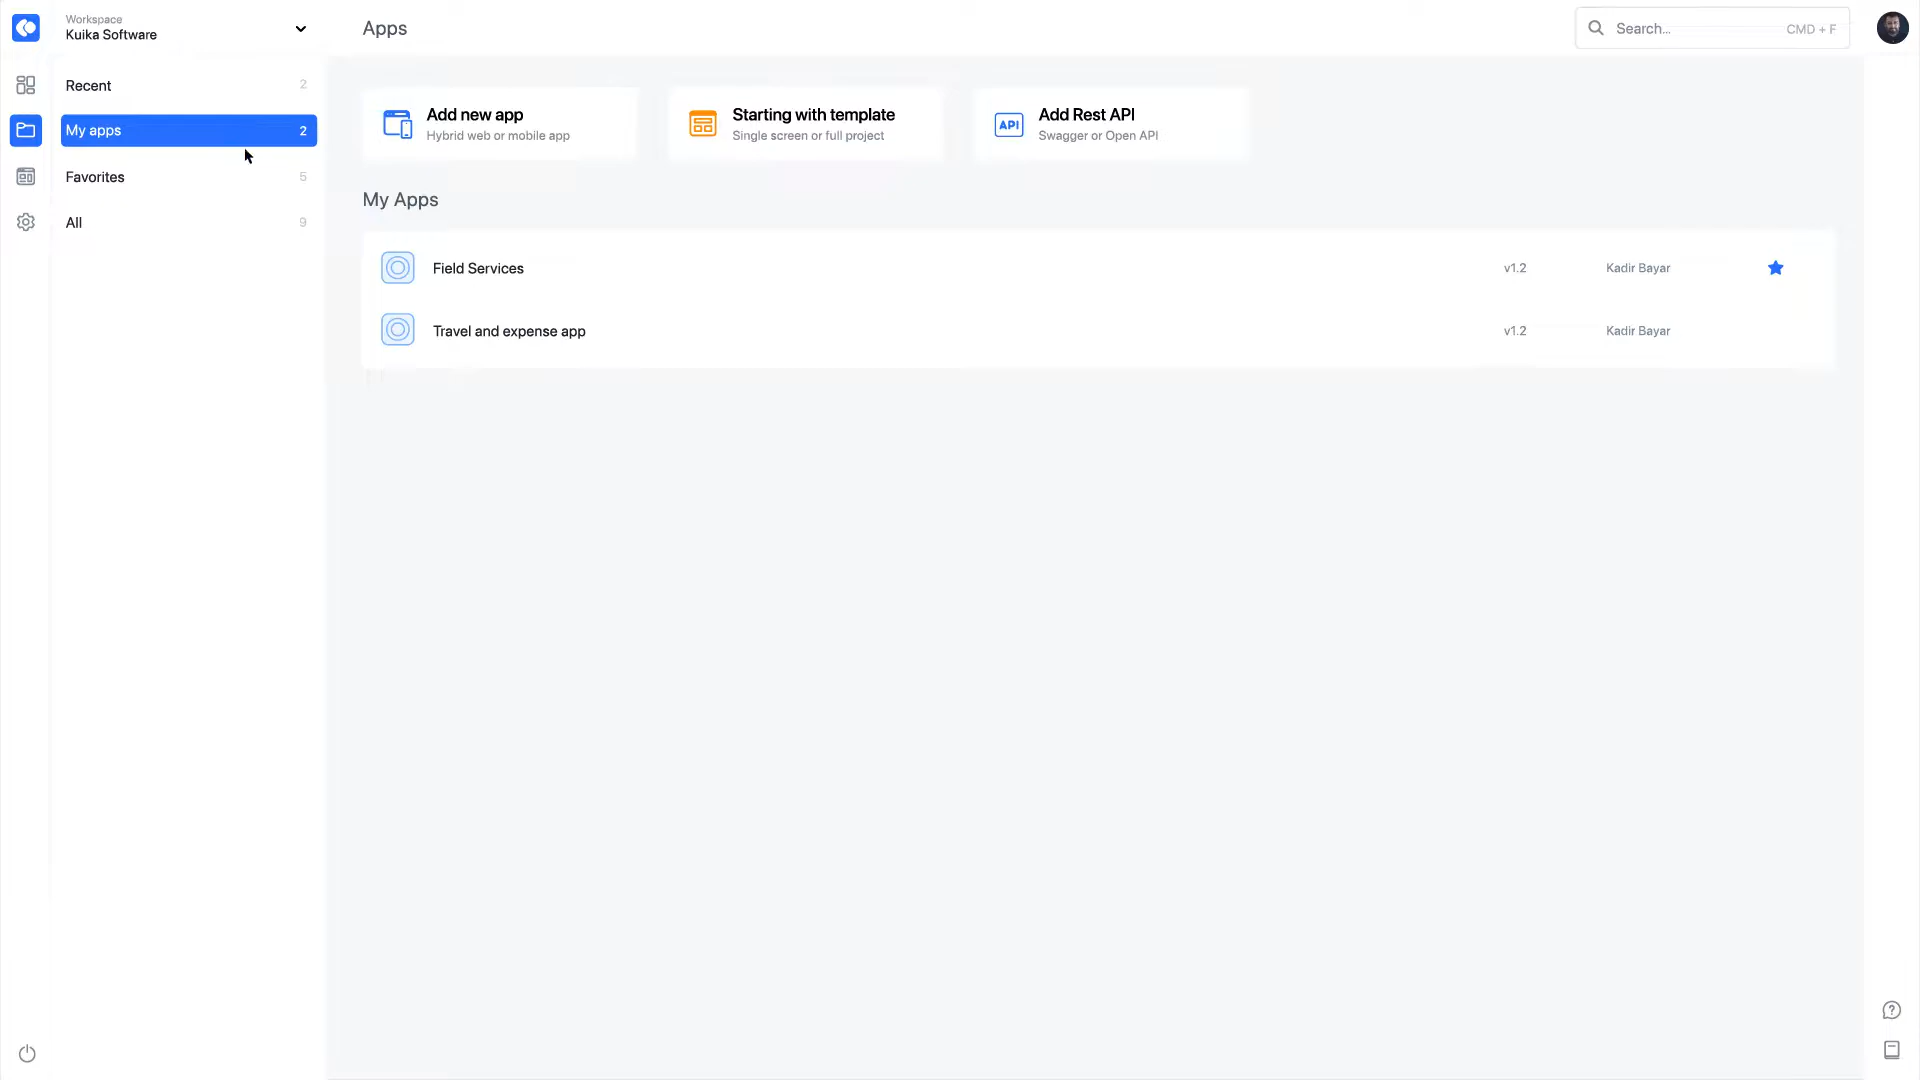 Workspace
Kuika Software
Apps
Search...
CMD + F
Recent
2
My apps
2
Favorites
5
All
9
Add new app
Hybrid web or mobile app
Starting with template
Single screen or full project
API
Add Rest API
Swagger or Open API
My Apps
Field Services
v1.2
Kadir Bayar
Travel and expense app
v1.2
Kadir Bayar